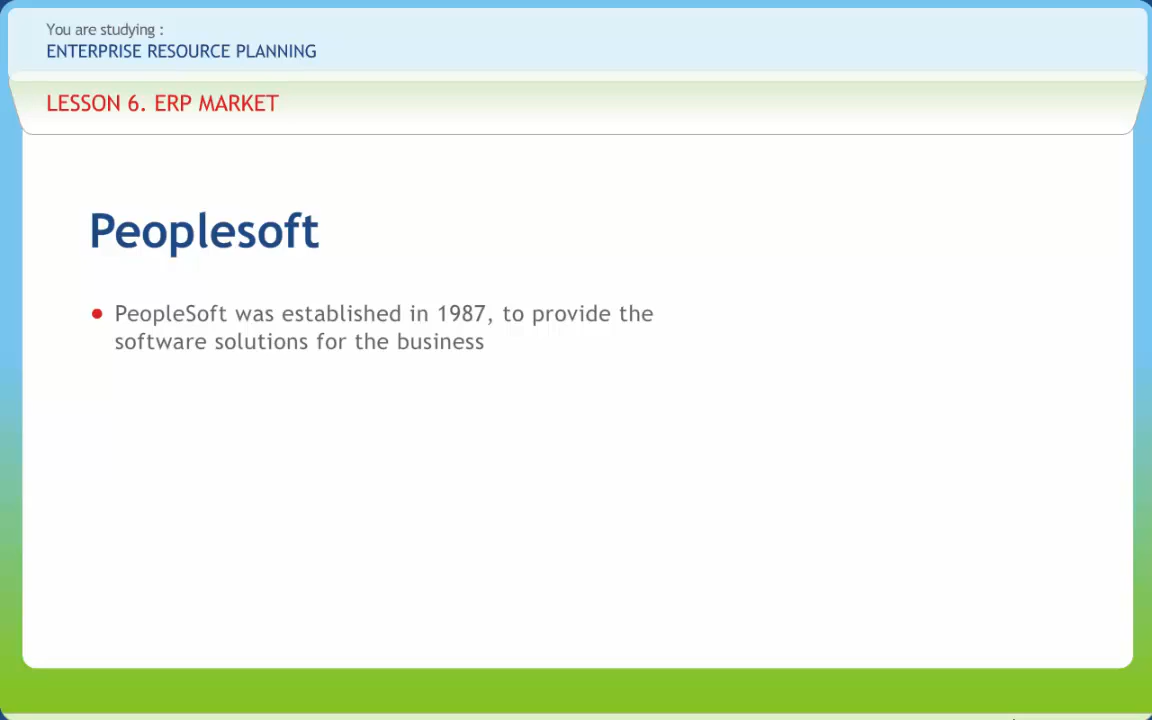 You are studying :
ENTERPRISE RESOURCE PLANNING
LESSON 6. ERP MARKET
Peoplesoft
PeopleSoft was established in 1987, to provide the
software solutions for the business